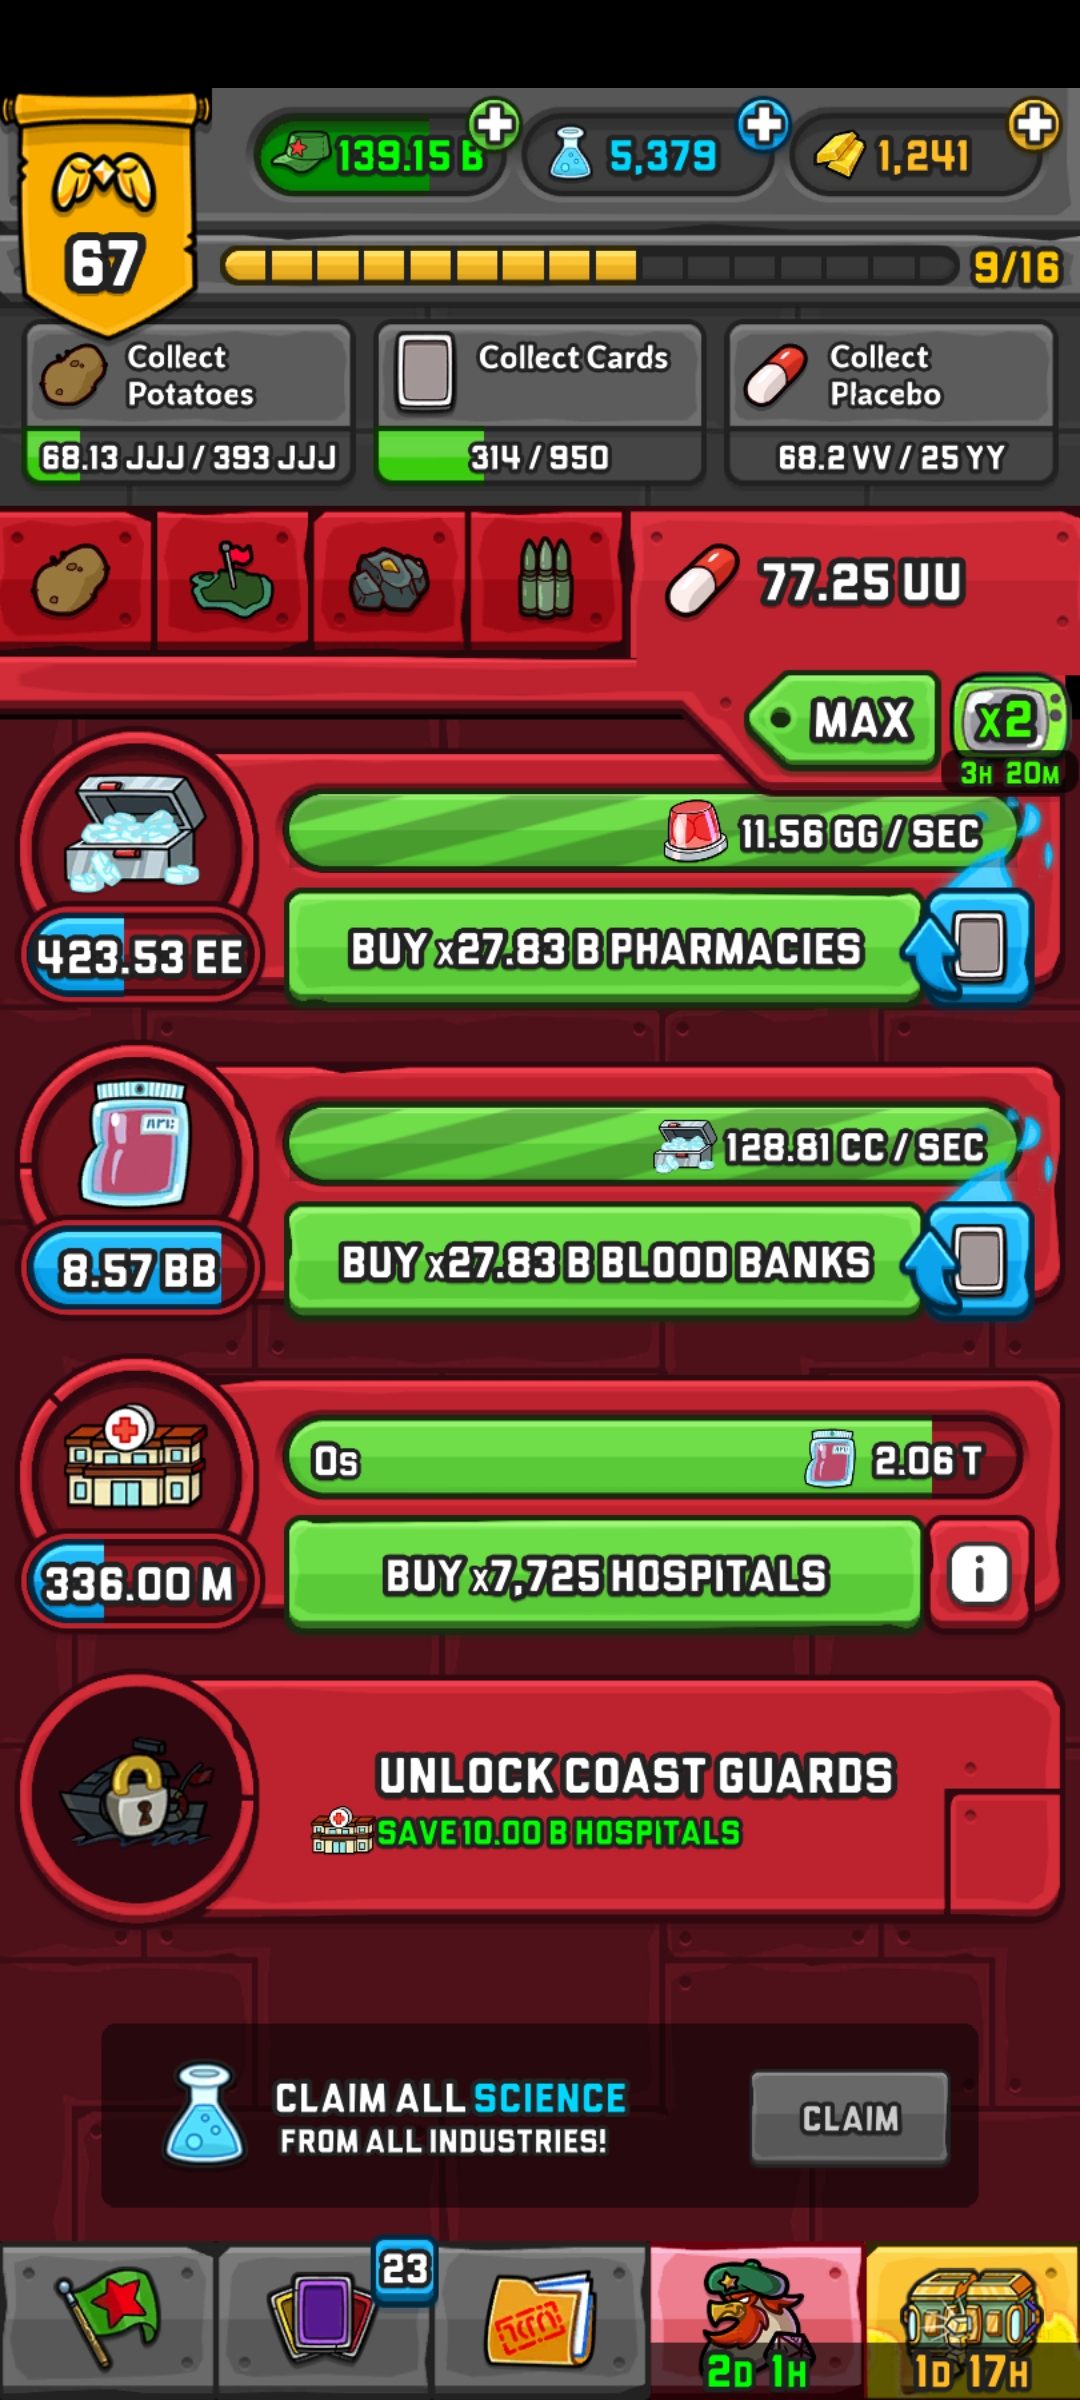 139.15 B
5,379
1,241
67
9/16
Collect
Potatoes
68.13 JJJ / 393 JJJ
Collect Cards
314 / 950
Collect
Placebo
68.2 VV / 25 YY
77.25 UU
MAX
x2
3H 20M
11.56 GG / SEC
423.53 EE
BUY x27.83 B PHARMACIES
128.81 CC / SEC
8.57 BB
BUY x27.83 B BLOOD BANKS
0s
2.06 T
336.00 M
BUY x7,725 HOSPITALS
i
UNLOCK COAST GUARDS
SAVE 10.00 B HOSPITALS
CLAIM ALL SCIENCE
FROM ALL INDUSTRIES!
CLAIM
23
2D 1H
1D 17H